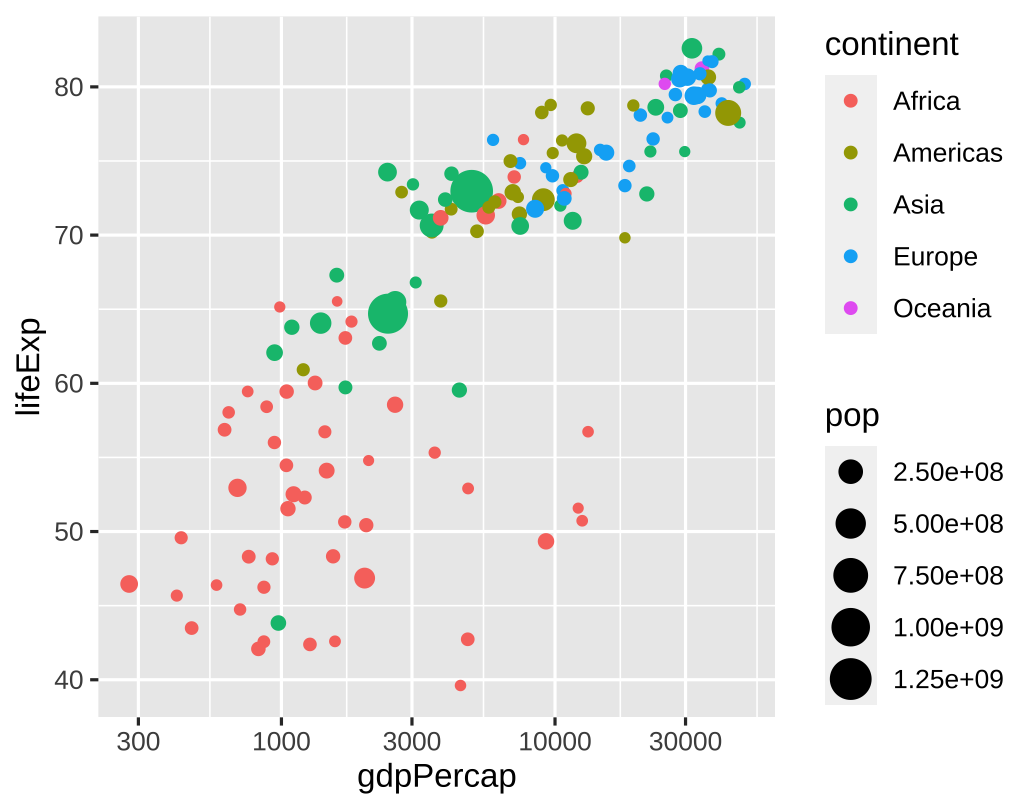 continent
Africa
Americas
Asia
Europe
Oceania
pop
2.50e+08
5.00e+08
7.50e+08
1.00e+09
1.25e+09
lifeExp
80
70
60
50
40
300 1000 3000 10000 30000
gdpPercap